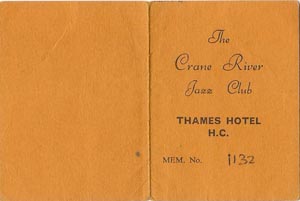 The
Crane River
Jazz Club
THAMES HOTEL
H.C.
MEM. No. 1132